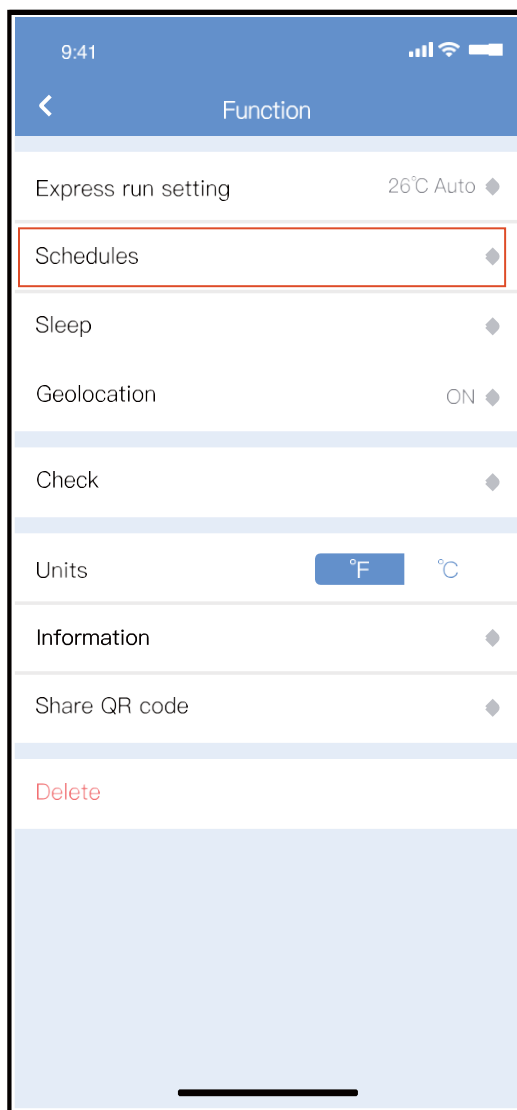 9:41
Function
Express run setting 26℃ Auto
Schedules
Sleep
Geolocation ON
Check
Units ℉ ℃
Information
Share QR code
Delete